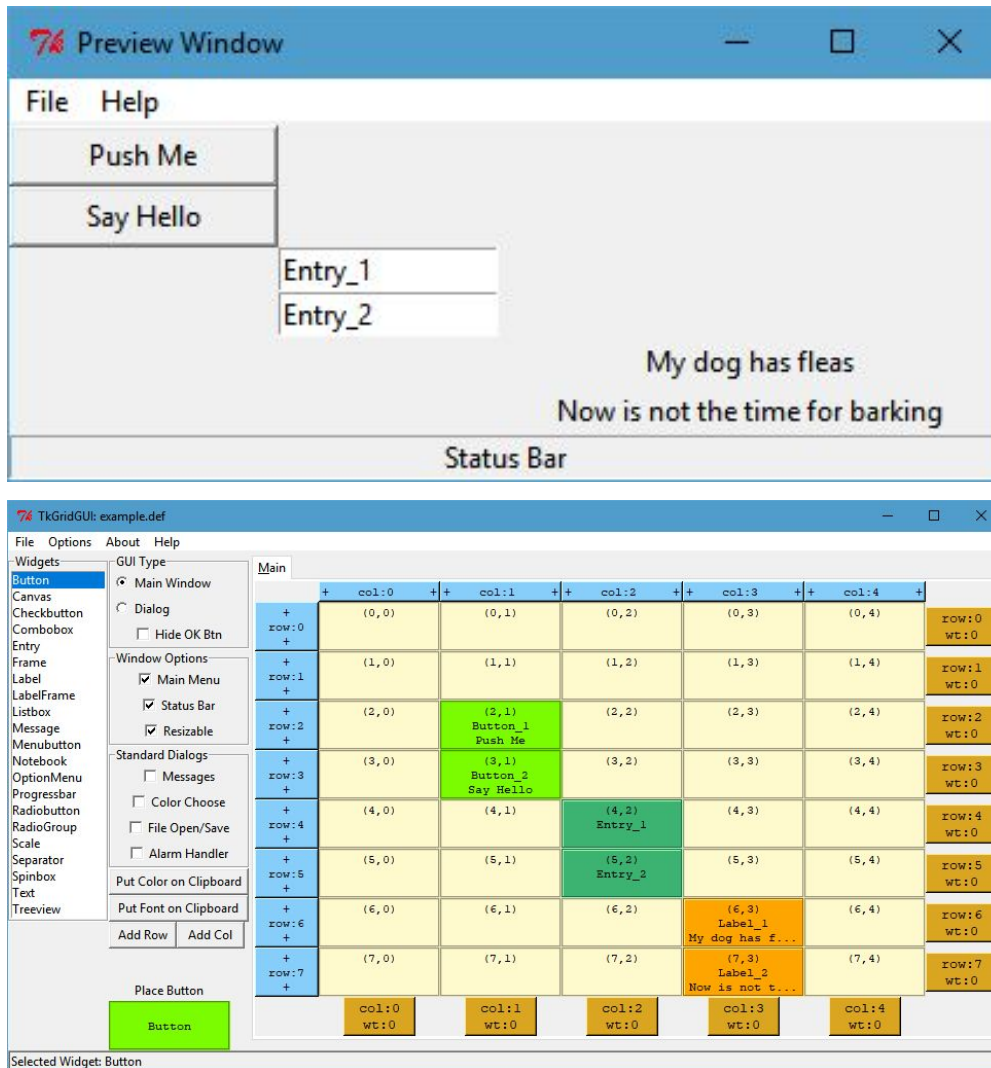 Preview Window
File Help
Push Me
Say Hello
Entry_1
Entry_2
My dog has fleas
Now is not the time for barking
Status Bar
TkGridGUI: example.def
File Options About Help
Widgets
Button
Canvas
Checkbutton
Combobox
Entry
Frame
Label
LabelFrame
Listbox
Message
Menubutton
Notebook
OptionMenu
Progressbar
Radiobutton
RadioGroup
Scale
Separator
Spinbox
Text
Treeview
GUI Type
Main Window
Dialog
Hide OK Btn
Window Options
Main Menu
Status Bar
Resizable
Standard Dialogs
Messages
Color Choose
File Open/Save
Alarm Handler
Put Color on Clipboard
Put Font on Clipboard
Add Row Add Col
Place Button
Button
Main
+ col:0 + + col:1 + + col:2 + + col:3 + + col:4 +
+
row:0
+
(0,0) (0,1) (0,2) (0,3) (0,4)
row:0
wt:0
+
row:1
+
(1,0) (1,1) (1,2) (1,3) (1,4)
row:1
wt:0
+
row:2
+
(2,0)
(2,1)
Button_1
Push Me
(2,2) (2,3) (2,4)
row:2
wt:0
+
row:3
+
(3,0)
(3,1)
Button_2
Say Hello
(3,2) (3,3) (3,4)
row:3
wt:0
+
row:4
+
(4,0) (4,1)
(4,2)
Entry_1
(4,3) (4,4)
row:4
wt:0
+
row:5
+
(5,0) (5,1)
(5,2)
Entry_2
(5,3) (5,4)
row:5
wt:0
+
row:6
+
(6,0) (6,1) (6,2)
(6,3)
Label_1
My dog has f...
(6,4)
row:6
wt:0
+
row:7
+
(7,0) (7,1) (7,2)
(7,3)
Label_2
Now is not t...
(7,4)
row:7
wt:0
col:0 col:1 col:2 col:3 col:4
wt:0 wt:0 wt:0 wt:0 wt:0
Selected Widget: Button